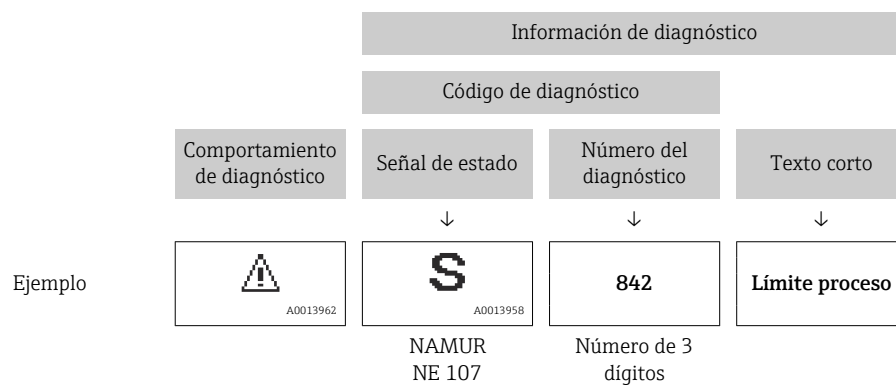 Información de diagnóstico
Código de diagnóstico
Comportamiento
de diagnóstico
Señal de estado
Número del
diagnóstico
Texto corto
↓
↓
↓
Ejemplo
A0013962
S
A0013958
842
Límite proceso
NAMUR
NE 107
Número de 3
dígitos